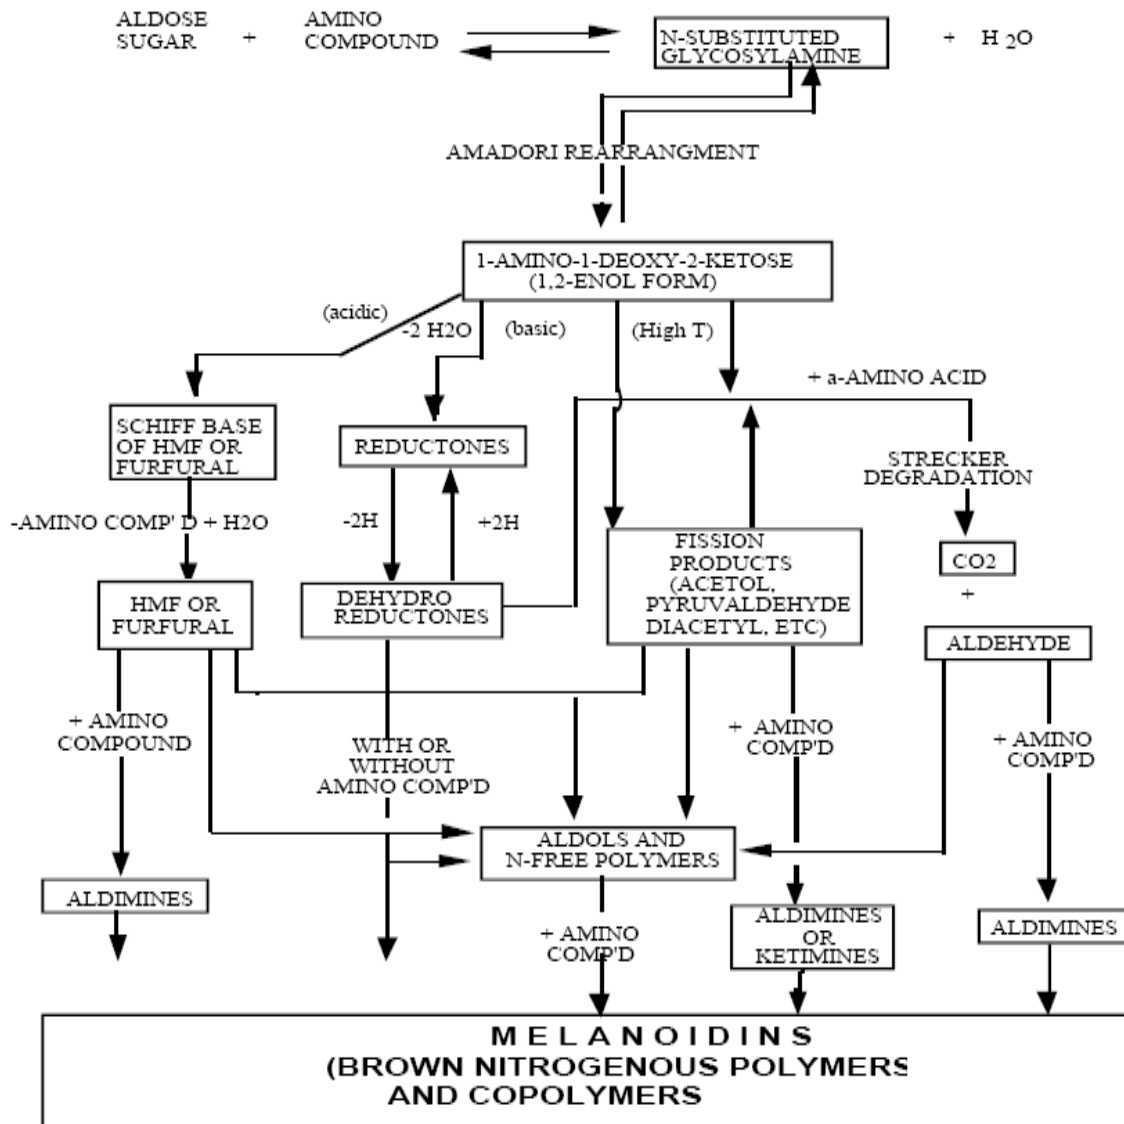 ALDOSE
SUGAR
+
AMINO
COMPOUND
N-SUBSTITUTED
GLYCOSYLAMINE
+ H 2O
AMADORI REARRANGMENT
1-AMINO-1-DEOXY-2-KETOSE
(1,2-ENOL FORM)
(acidic)
-2 H2O
(basic)
(High T)
+ a-AMINO ACID
SCHIFF BASE
OF HMF OR
FURFURAL
REDUCTONES
STRECKER
DEGRADATION
-AMINO COMP' D + H2O
-2H
+2H
FISSION
PRODUCTS
(ACETOL,
PYRUVALDEHYDE
DIACETYL, ETC)
CO2
+
HMF OR
FURFURAL
DEHYDRO
REDUCTONES
ALDEHYDE
+ AMINO
COMPOUND
WITH OR
WITHOUT
AMINO COMP'D
+ AMINO
COMP'D
+ AMINO
COMP'D
ALDOLS AND
N-FREE POLYMERS
ALDIMINES
+ AMINO
COMP'D
ALDIMINES
OR
KETIMINES
ALDIMINES
MELANOIDINS
(BROWN NITROGENOUS POLYMERS
AND COPOLYMERS